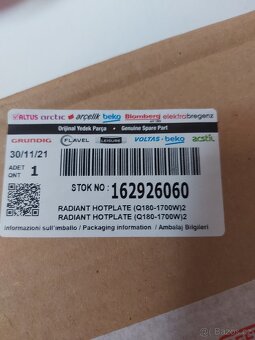 ALTUS arctic arçelik beko Blomberg elektrabregenz
Orijinal Yedek Parça • Genuine Spare Part
GRUNDIG FLAVEL LEISURE VOLTAS·beko arstil
30/11/21
ADET
QNT 1
STOK NO : 162926060
RADIANT HOTPLATE (Q180-1700W)2
RADIANT HOTPLATE (Q180-1700W)2
Informazioni sull'imballo / Packaging information / Ambalaj Bilgileri